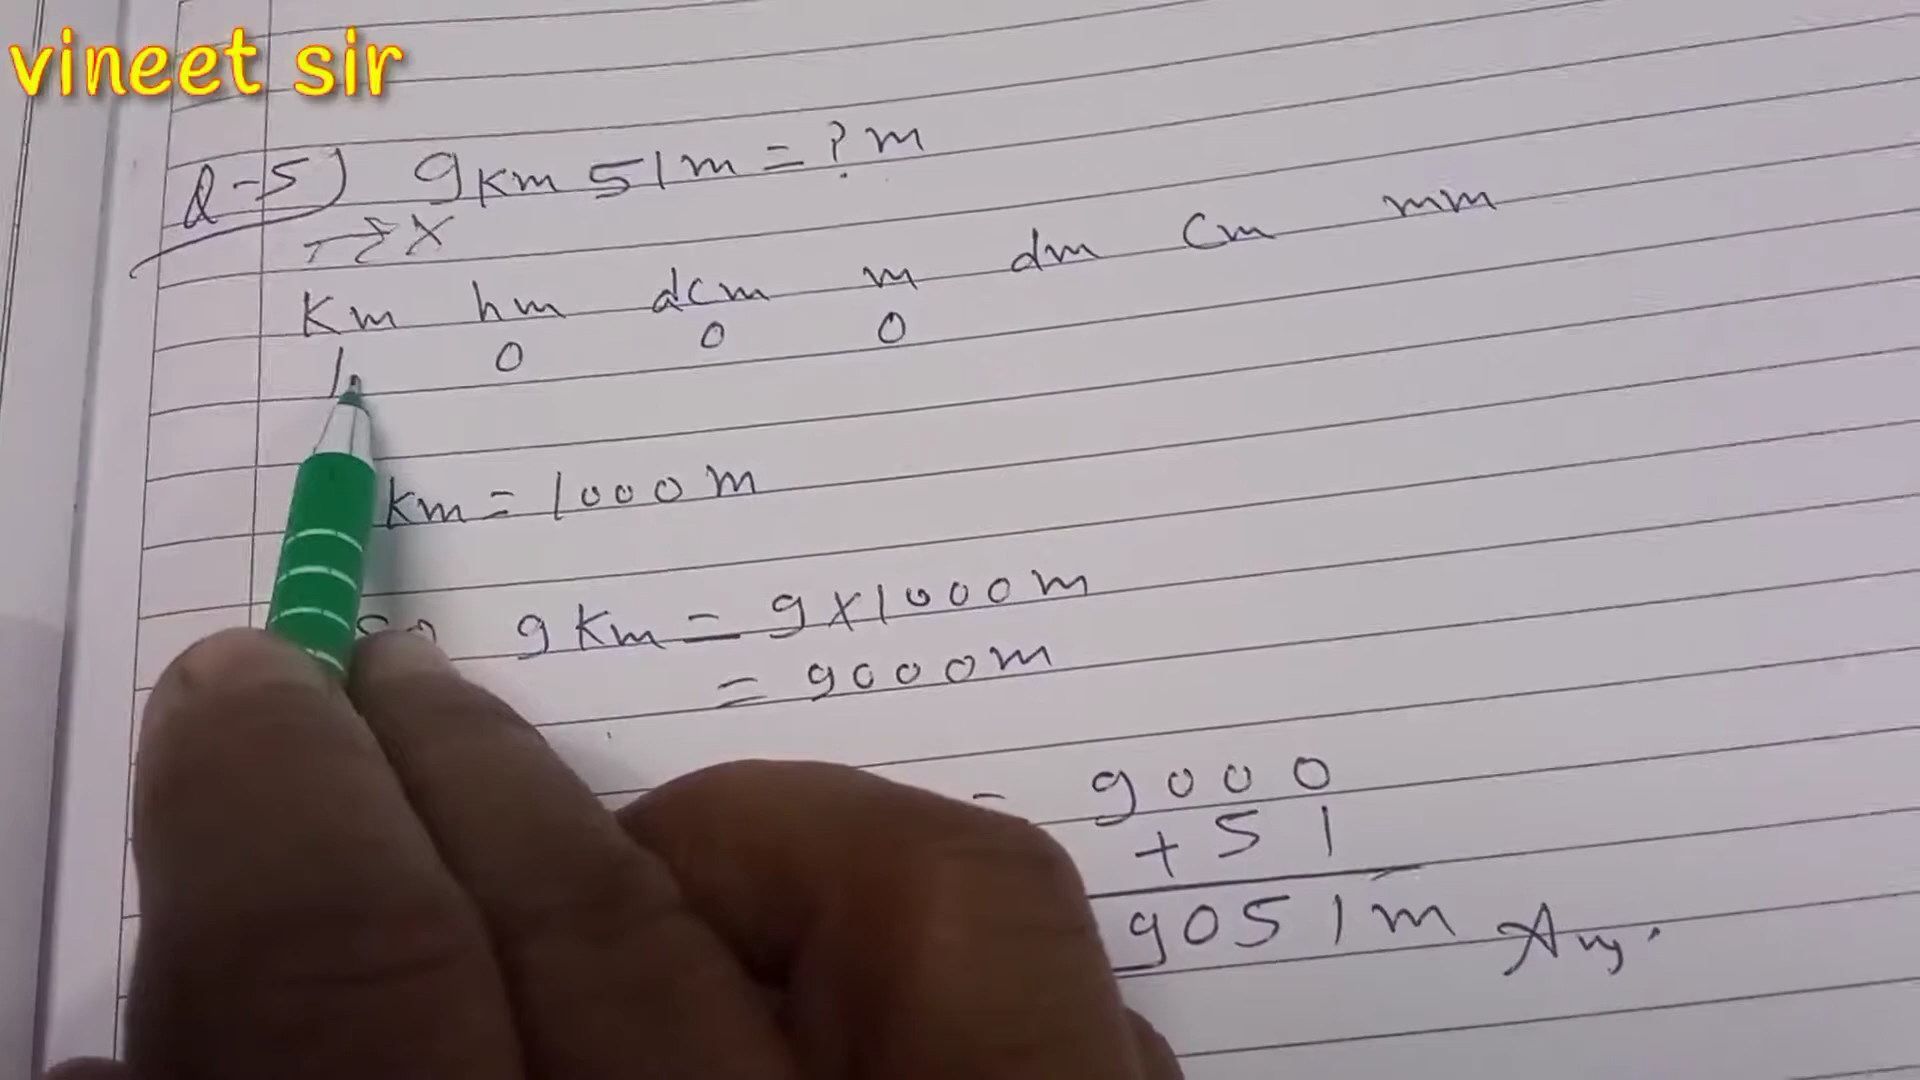 vineet sir
Q-5) 9km 51m = ? m
→ x
Km hm dcm m dm Cm mm
1 0 0 0
km = 1000 m
So 9 Km = 9 x 1000 m
= 9000 m
= 9000
+ 51
9051 m Ans.